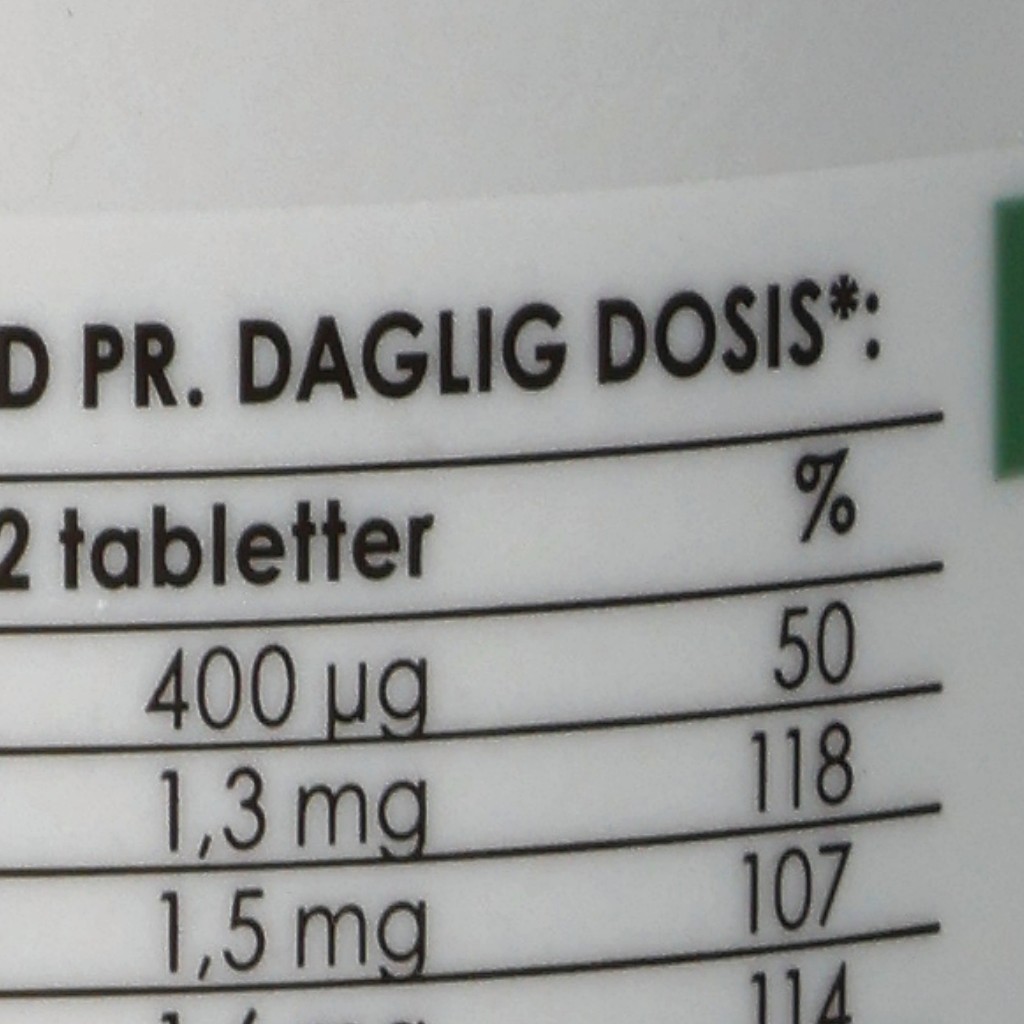 D PR. DAGLIG DOSIS*:
2 tabletter %
400 µg 50
1,3 mg 118
1,5 mg 107
114